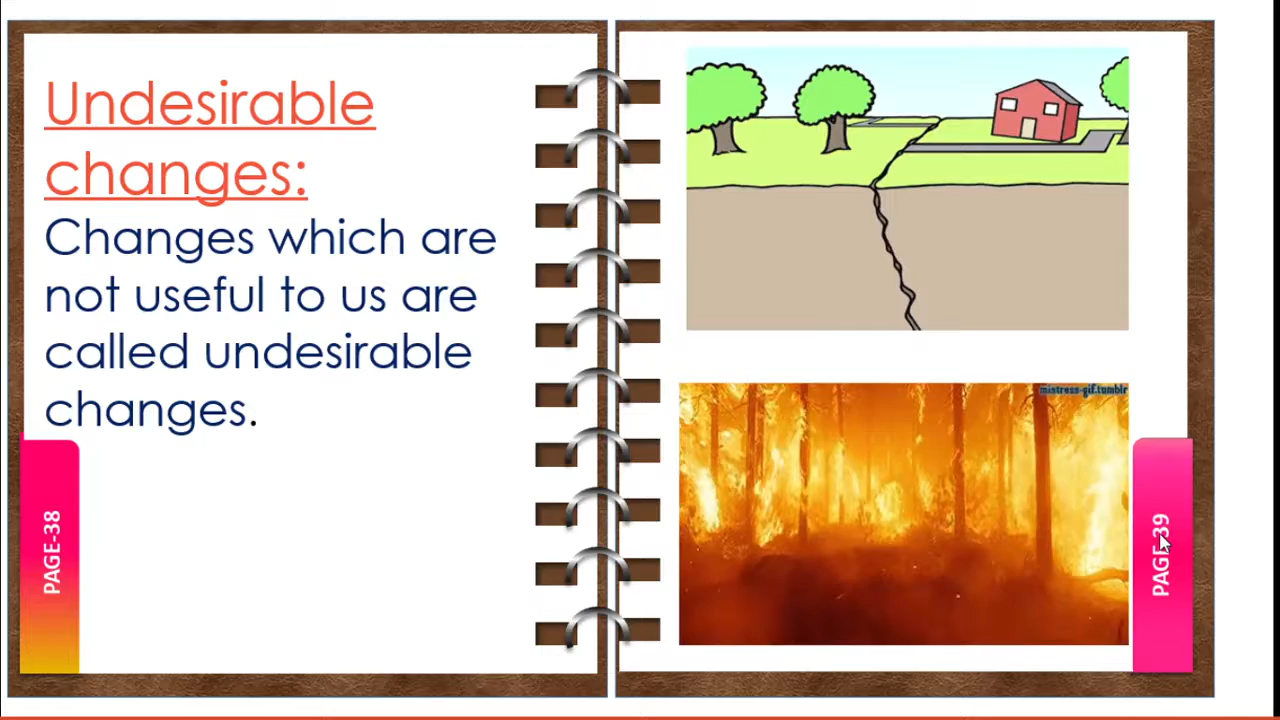 Undesirable
changes:
Changes which are
not useful to us are
called undesirable
changes.
PAGE-38
mistress-gif.tumblr
PAGE-39